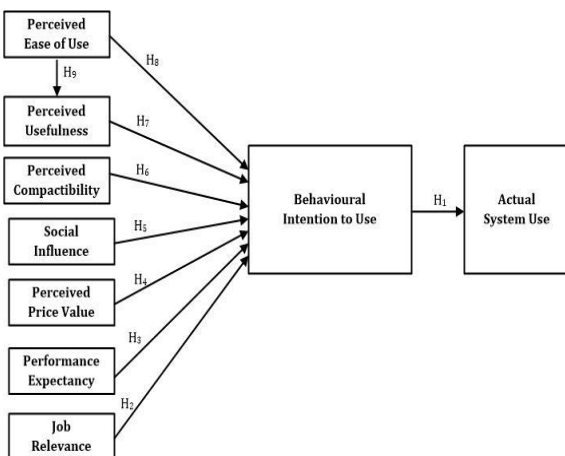 Perceived
Ease of Use
H8
H9
Perceived
Usefulness
H7
Perceived
Compactibility
H6
Social
Influence
H5
Perceived
Price Value
H4
Performance
Expectancy
H3
Job
Relevance
H2
Behavioural
Intention to Use
H1
Actual
System Use